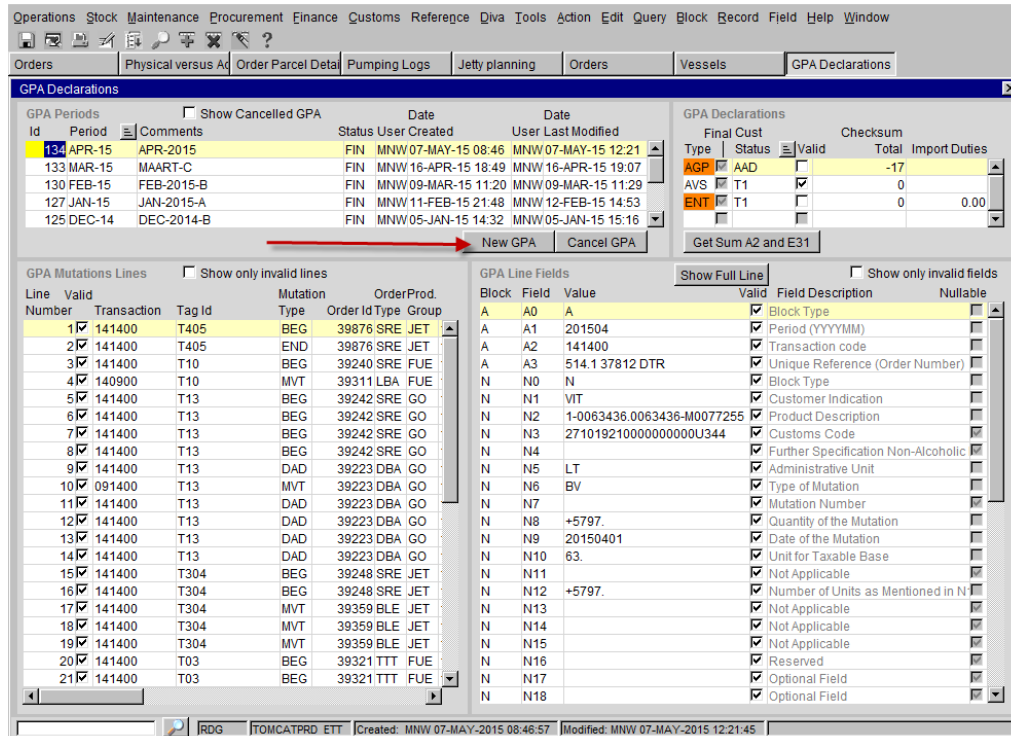 Operations Stock Maintenance Procurement Finance Customs Reference Diva Tools Action Edit Query Block Record Field Help Window
Orders Physical versus Ac Order Parcel Detai Pumping Logs Jetty planning Orders Vessels GPA Declarations
GPA Declarations
GPA Periods Show Cancelled GPA Date Date
Id Period Comments Status User Created User Last Modified
134 APR-15 APR-2015 FIN MNW 07-MAY-15 08:46 MNW 07-MAY-15 12:21
133 MAR-15 MAART-C FIN MNW 16-APR-15 18:49 MNW 16-APR-15 19:07
130 FEB-15 FEB-2015-B FIN MNW 09-MAR-15 11:20 MNW 09-MAR-15 11:29
127 JAN-15 JAN-2015-A FIN MNW 11-FEB-15 21:48 MNW 12-FEB-15 14:53
125 DEC-14 DEC-2014-B FIN MNW 05-JAN-15 14:32 MNW 05-JAN-15 15:16
New GPA Cancel GPA
GPA Declarations
Final Cust Checksum
Type Status Valid Total Import Duties
AGP AAD -17
AVS T1 0
ENT T1 0 0.00
Get Sum A2 and E31
GPA Mutations Lines Show only invalid lines
Line Valid Mutation Order Prod.
Number Transaction Tag Id Type Order Id Type Group
1 141400 T405 BEG 39876 SRE JET
2 141400 T405 END 39876 SRE JET
3 141400 T10 BEG 39240 SRE FUE
4 140900 T10 MVT 39311 LBA FUE
5 141400 T13 BEG 39242 SRE GO
6 141400 T13 BEG 39242 SRE GO
7 141400 T13 BEG 39242 SRE GO
8 141400 T13 BEG 39242 SRE GO
9 141400 T13 DAD 39223 DBA GO
10 091400 T13 DAD 39223 DBA GO
11 141400 T13 DAD 39223 DBA GO
12 141400 T13 DAD 39223 DBA GO
13 141400 T13 DAD 39223 DBA GO
14 141400 T13 DAD 39223 DBA GO
15 141400 T304 BEG 39248 SRE JET
16 141400 T304 BEG 39248 SRE JET
17 141400 T304 MVT 39359 BLE JET
18 141400 T304 MVT 39359 BLE JET
19 141400 T304 MVT 39359 BLE JET
20 141400 T03 BEG 39321 TTT FUE
21 141400 T03 BEG 39321 TTT FUE
GPA Line Fields Show Full Line Show only invalid fields
Block Field Value Valid Field Description Nullable
A A0 A Block Type
A A1 201504 Period (YYYYMM)
A A2 141400 Transaction code
A A3 514.1 37812 DTR Unique Reference (Order Number)
N N0 N Block Type
N N1 VIT Customer Indication
N N2 1-0063436.0063436-M0077255 Product Description
N N3 271019210000000000U344 Customs Code
N N4 Further Specification Non-Alcoholic
N N5 LT Administrative Unit
N N6 BV Type of Mutation
N N7 Mutation Number
N N8 +5797. Quantity of the Mutation
N N9 20150401 Date of the Mutation
N N10 63. Unit for Taxable Base
N N11 Not Applicable
N N12 +5797. Number of Units as Mentioned in N
N N13 Not Applicable
N N14 Not Applicable
N N15 Not Applicable
N N16 Reserved
N N17 Optional Field
N N18 Optional Field
RDG TOMCATPRD ETT Created: MNW 07-MAY-2015 08:46:57 Modified: MNW 07-MAY-2015 12:21:45